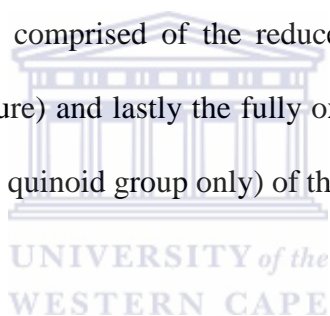 comprised of the reduce
ure) and lastly the fully o
quinoid group only) of th
UNIVERSITY of the
WESTERN CAPE